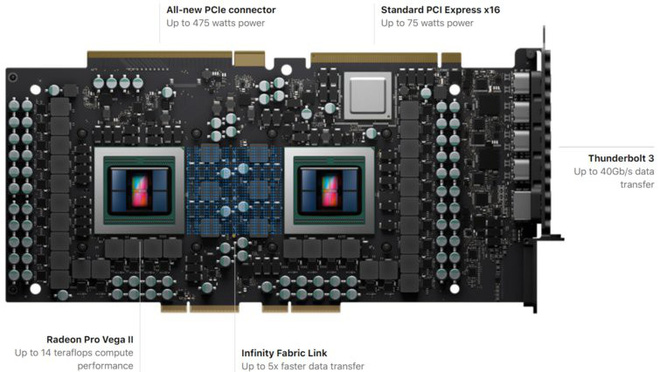 All-new PCIe connector
Up to 475 watts power
Standard PCI Express x16
Up to 75 watts power
Thunderbolt 3
Up to 40Gb/s data
transfer
Radeon Pro Vega II
Up to 14 teraflops compute
performance
Infinity Fabric Link
Up to 5x faster data transfer